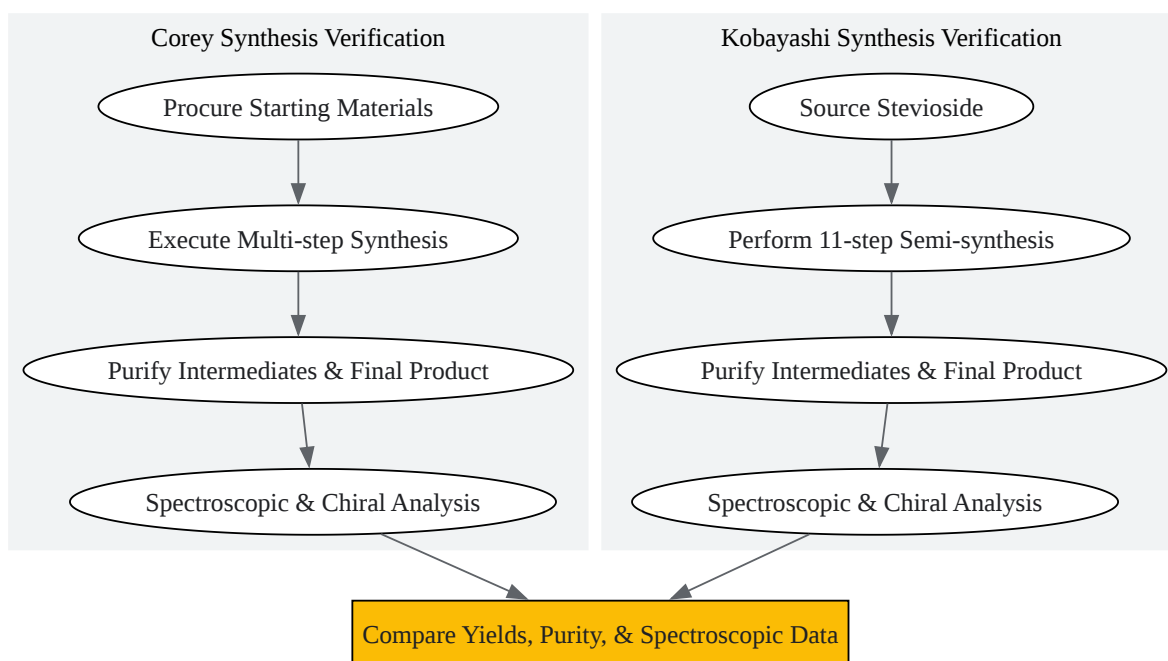 Corey Synthesis Verification
Procure Starting Materials
Execute Multi-step Synthesis
Purify Intermediates & Final Product
Spectroscopic & Chiral Analysis
Kobayashi Synthesis Verification
Source Stevioside
Perform 11-step Semi-synthesis
Purify Intermediates & Final Product
Spectroscopic & Chiral Analysis
Compare Yields, Purity, & Spectroscopic Data